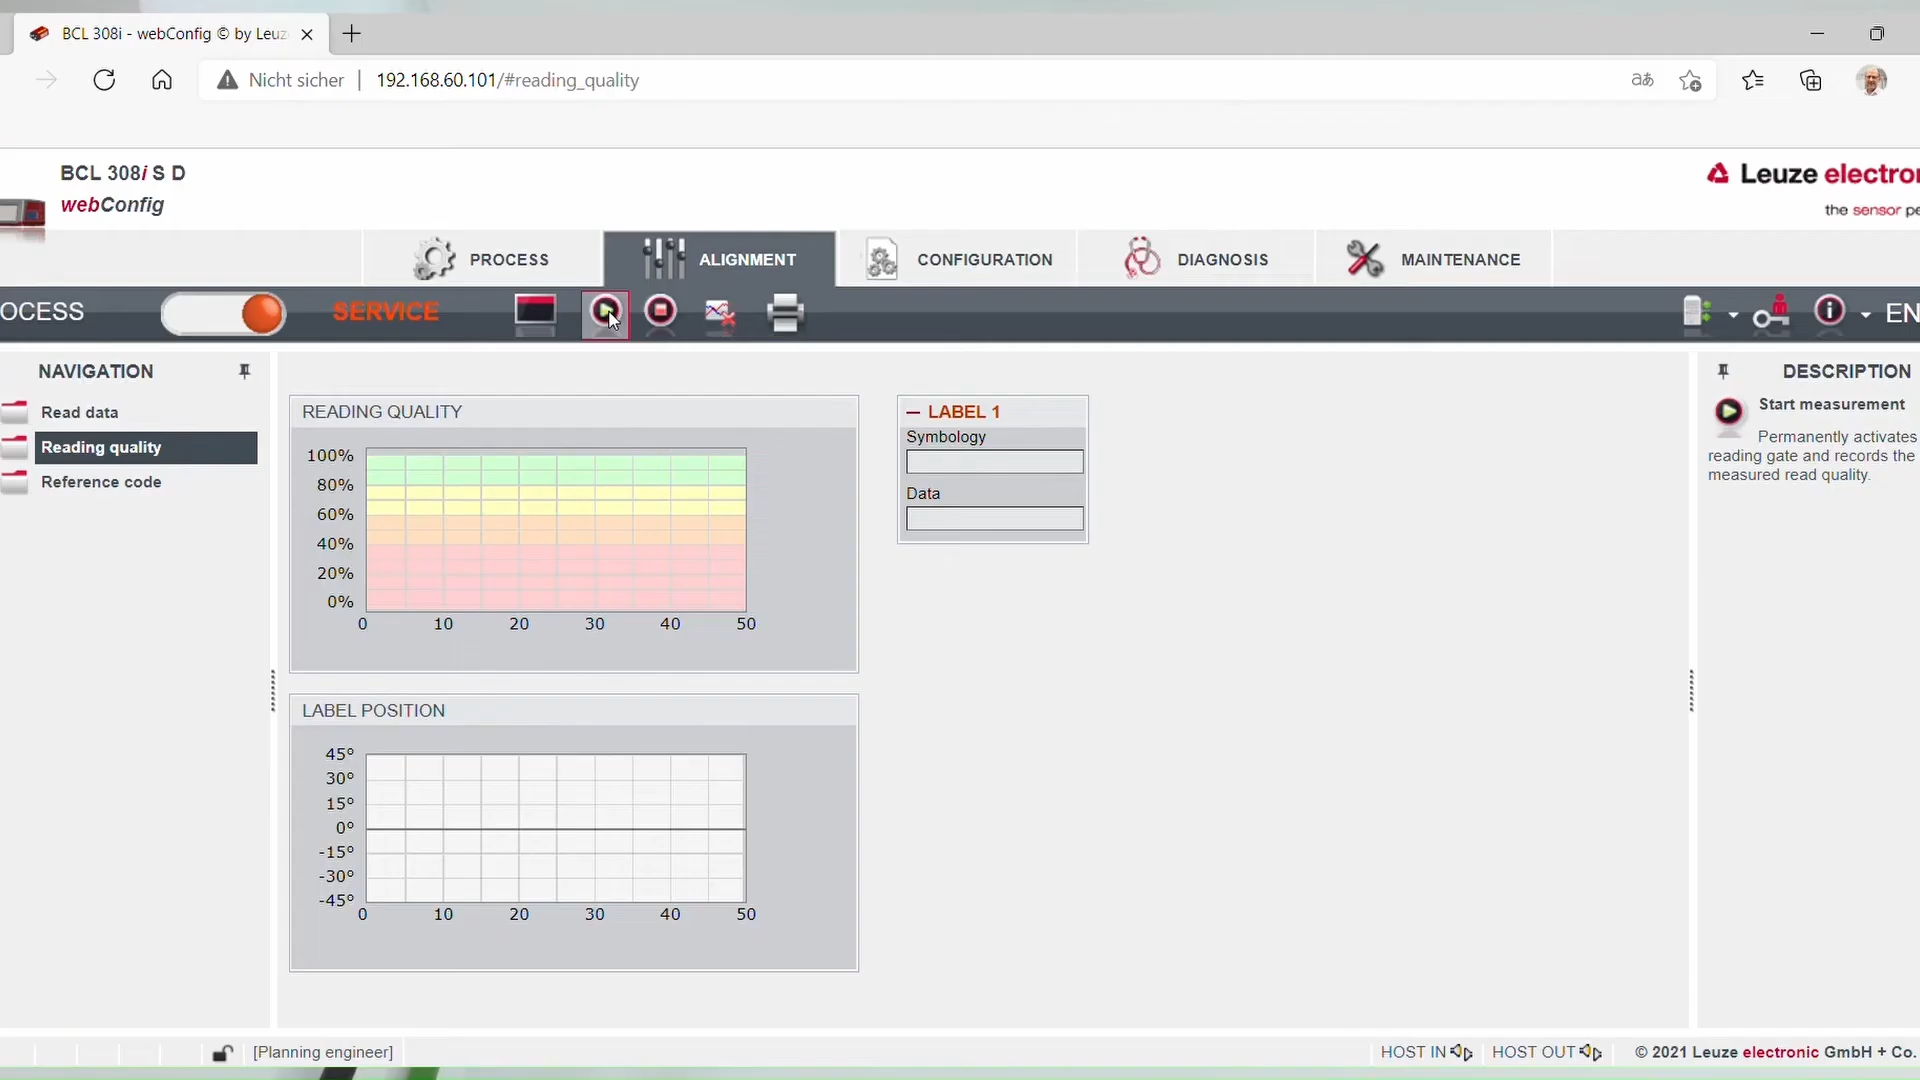 BCL 308i - webConfig © by Leuz
Nicht sicher
192.168.60.101/#reading_quality
BCL 308i S D
webConfig
Leuze electro
the sensor pe
PROCESS
ALIGNMENT
CONFIGURATION
DIAGNOSIS
MAINTENANCE
OCESS
SERVICE
EN
NAVIGATION
Read data
Reading quality
Reference code
READING QUALITY
100%
80%
60%
40%
20%
0%
0 10 20 30 40 50
LABEL POSITION
45°
30°
15°
0°
-15°
-30°
-45°
0 10 20 30 40 50
LABEL 1
Symbology
Data
DESCRIPTION
Start measurement
Permanently activates
reading gate and records the
measured read quality.
[Planning engineer]
HOST IN
HOST OUT
© 2021 Leuze electronic GmbH + Co.